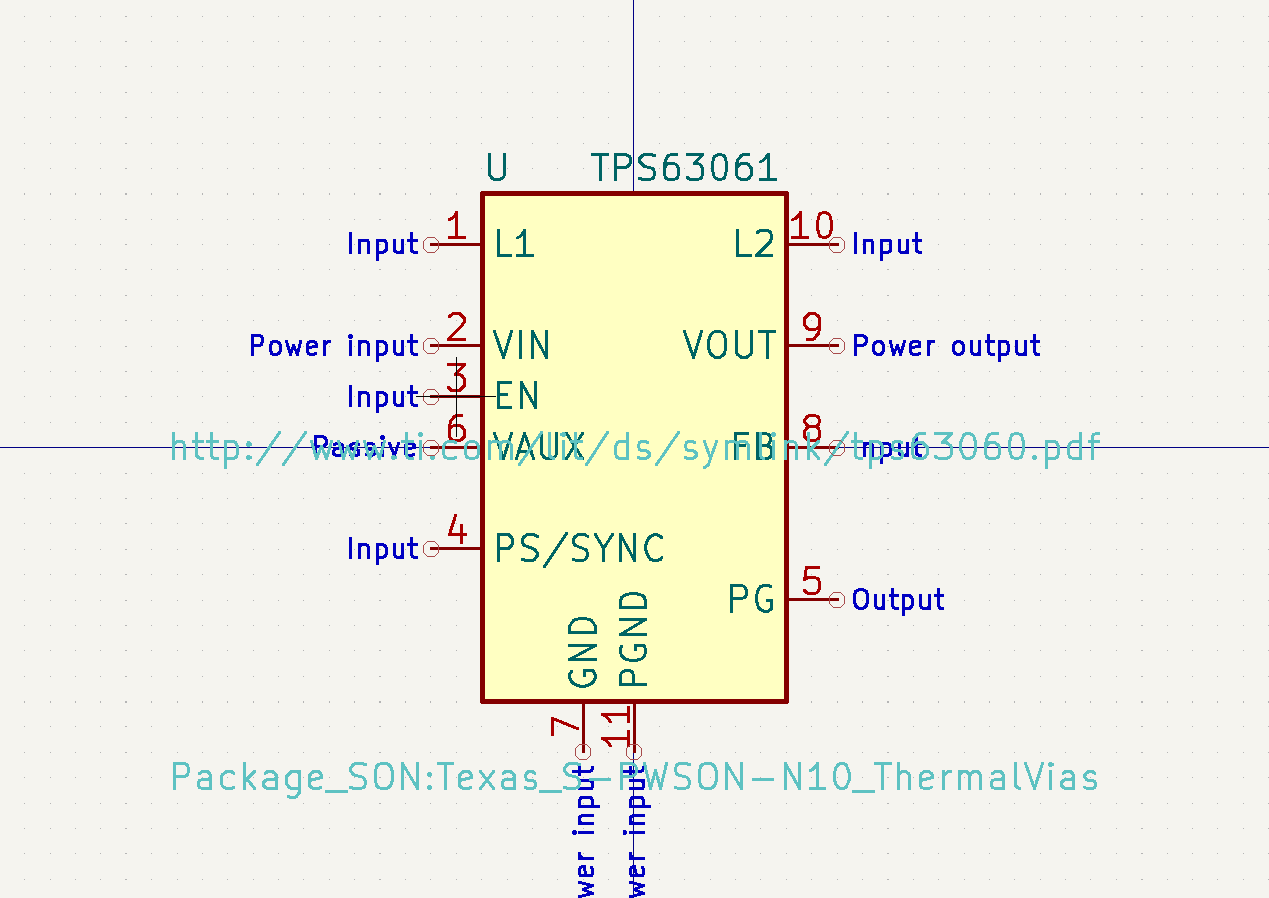 U TPS63061
Input 1 L1 L2 10 Input
Power input 2 VIN VOUT 9 Power output
Input 3 EN
Passive 6 VAUX FB 8 Input
http://www.ti.com/lit/ds/symlink/tps63060.pdf
Input 4 PS/SYNC
PG 5 Output
GND PGND
7 11
Package_SON:Texas_S-PWSON-N10_ThermalVias
wer input wer input